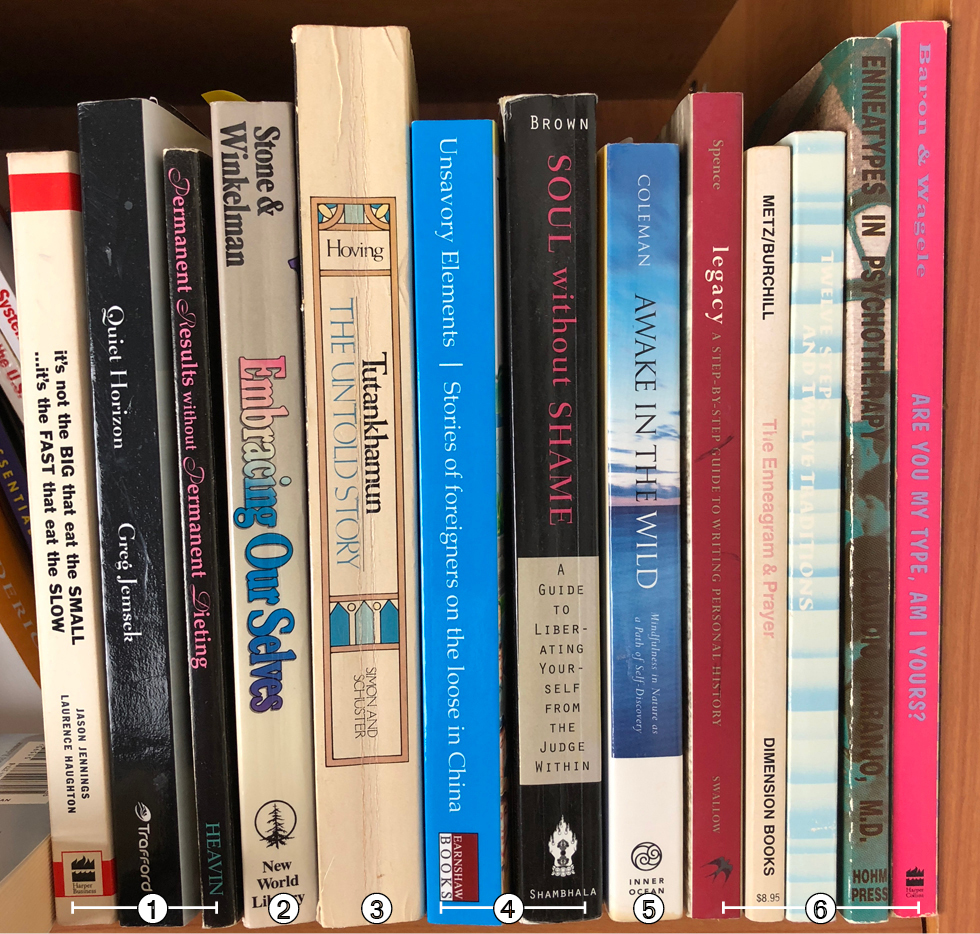 System
the U.S
SSENTIA
DERE
it's not the BIG that eat the SMALL
...it's the FAST that eat the SLOW
JASON JENNINGS
LAURENCE HAUGHTON
Harper
Business
Quiet Horizon
Greg Jemsek
Trafford
Permanent Results without Permanent Dieting
HEAVIN
Stone &
Winkelman
Embracing Our Selves
New
World
Hoving
Tutankhamun
THE UNTOLD STORY
SIMON AND
SCHUSTER
Unsavory Elements | Stories of foreigners on the loose in China
EARNSHAW
BOOKS
BROWN
SOUL without SHAME
A
GUIDE
TO
LIBER-
ATING
YOUR-
SELF
FROM
THE
JUDGE
WITHIN
SHAMBHALA
COLEMAN
AWAKE IN THE WILD
Mindfulness in Nature as
a Path of Self-Discovery
INNER
OCEAN
Spence
legacy A STEP-BY-STEP GUIDE TO WRITING PERSONAL HISTORY
SWALLOW
METZ/BURCHILL
The Enneagram & Prayer
DIMENSION BOOKS
$8.95
TWELVE STEP
AND TWELVE TRADITIONS
ENNEATYPES IN PSYCHOTHERAPY
NARANJO, M.D.
HOHM
PRESS
Baron & Wagele
ARE YOU MY TYPE, AM I YOURS?
Harper
Collins
1
2
3
4
5
6